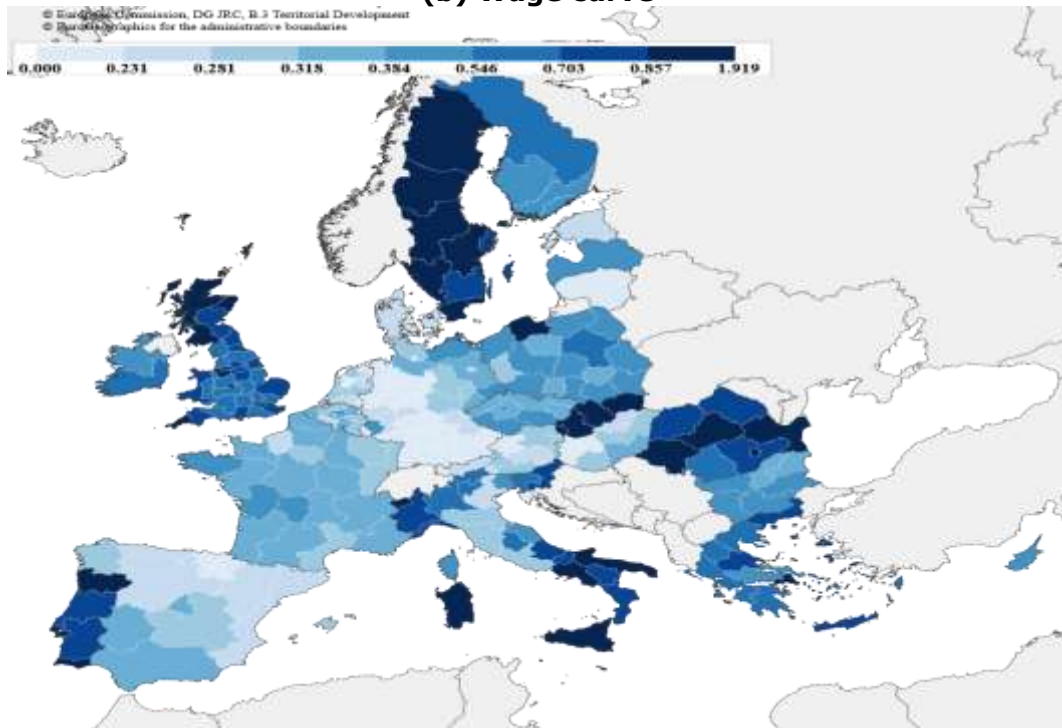 (b) Wage curve
© European Commission, DG JRC, B.3 Territorial Development
© EuroGeographics for the administrative boundaries
0.000 0.231 0.281 0.318 0.384 0.546 0.703 0.857 1.919